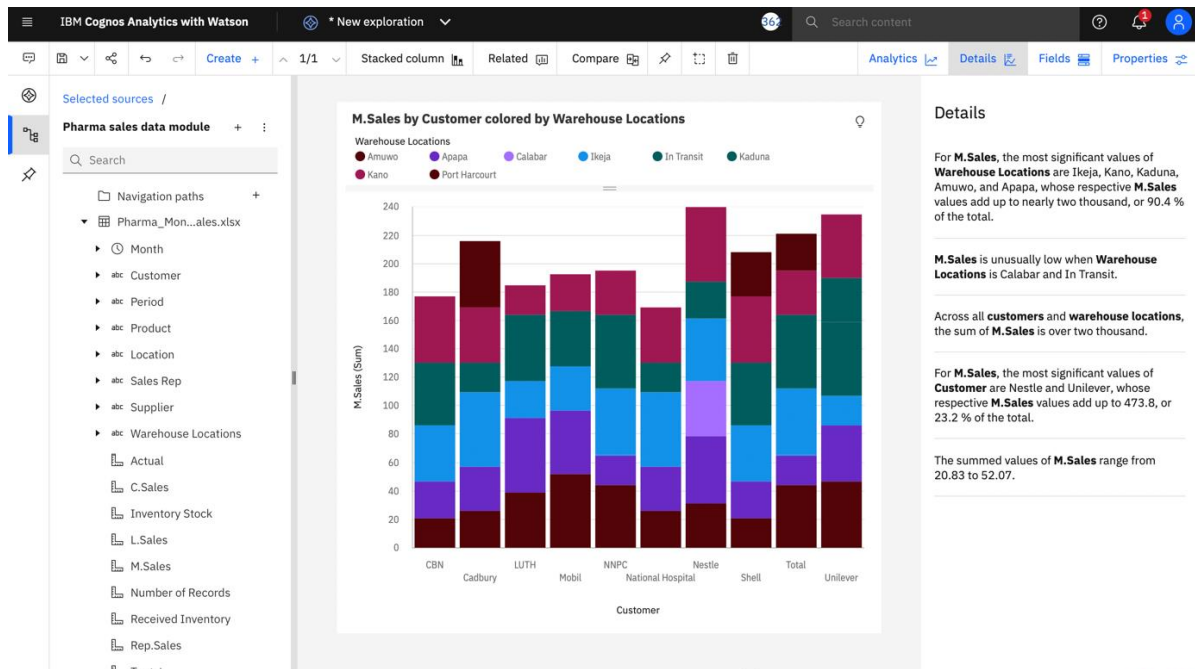 IBM Cognos Analytics with Watson
* New exploration
362
Search content
1
Create +
1/1
Stacked column
Related
Compare
Analytics
Details
Fields
Properties
Selected sources /
Pharma sales data module
Search
Navigation paths
Pharma_Mon...ales.xlsx
Month
abc Customer
abc Period
abc Product
abc Location
abc Sales Rep
abc Supplier
abc Warehouse Locations
Actual
C.Sales
Inventory Stock
L.Sales
M.Sales
Number of Records
Received Inventory
Rep.Sales
M.Sales by Customer colored by Warehouse Locations
Warehouse Locations
Amuwo Apapa Calabar Ikeja In Transit Kaduna
Kano Port Harcourt
M.Sales (Sum)
240
220
200
180
160
140
120
100
80
60
40
20
0
CBN LUTH NNPC Nestle Total
Cadbury Mobil National Hospital Shell Unilever
Customer
Details
For M.Sales, the most significant values of
Warehouse Locations are Ikeja, Kano, Kaduna,
Amuwo, and Apapa, whose respective M.Sales
values add up to nearly two thousand, or 90.4 %
of the total.
M.Sales is unusually low when Warehouse
Locations is Calabar and In Transit.
Across all customers and warehouse locations,
the sum of M.Sales is over two thousand.
For M.Sales, the most significant values of
Customer are Nestle and Unilever, whose
respective M.Sales values add up to 473.8, or
23.2 % of the total.
The summed values of M.Sales range from
20.83 to 52.07.